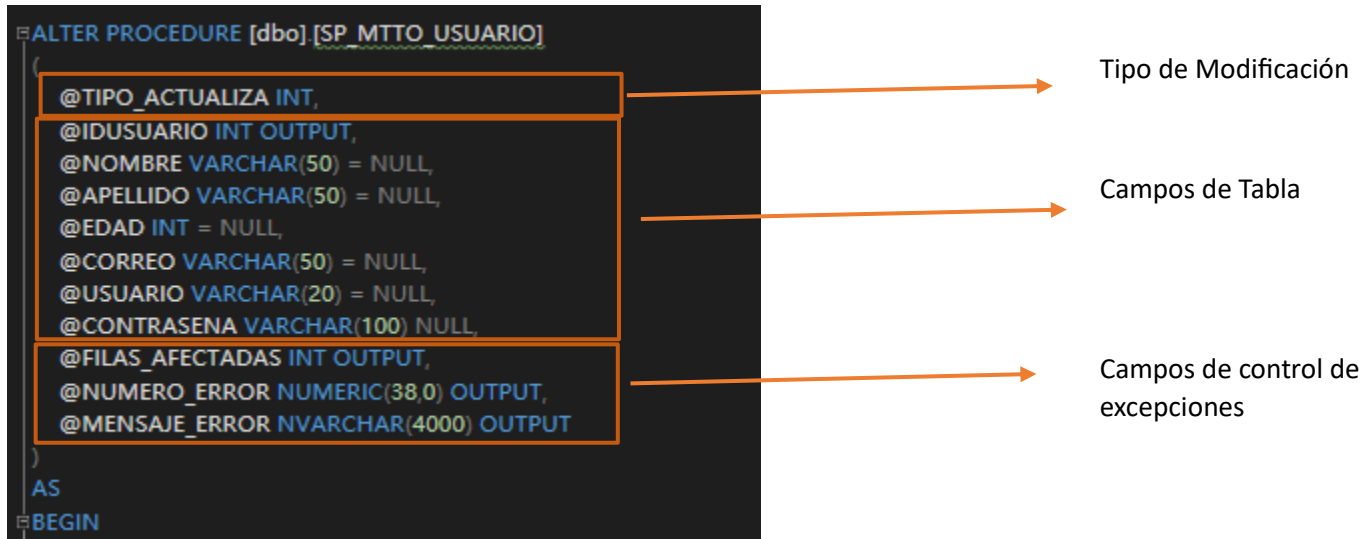 ALTER PROCEDURE [dbo].[SP_MTTO_USUARIO]
(
@TIPO_ACTUALIZA INT,
@IDUSUARIO INT OUTPUT,
@NOMBRE VARCHAR(50) = NULL,
@APELLIDO VARCHAR(50) = NULL,
@EDAD INT = NULL,
@CORREO VARCHAR(50) = NULL,
@USUARIO VARCHAR(20) = NULL,
@CONTRASENA VARCHAR(100) NULL,
@FILAS_AFECTADAS INT OUTPUT,
@NUMERO_ERROR NUMERIC(38,0) OUTPUT,
@MENSAJE_ERROR NVARCHAR(4000) OUTPUT
)
AS
BEGIN
Tipo de Modificación
Campos de Tabla
Campos de control de
excepciones